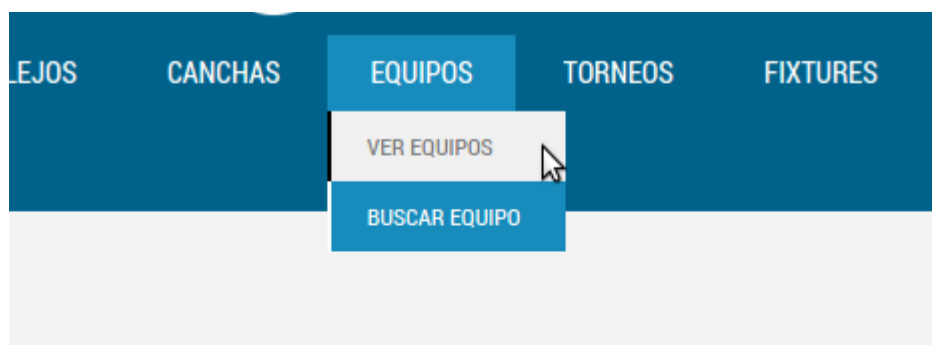 LEJOS CANCHAS EQUIPOS TORNEOS FIXTURES
VER EQUIPOS
BUSCAR EQUIPO